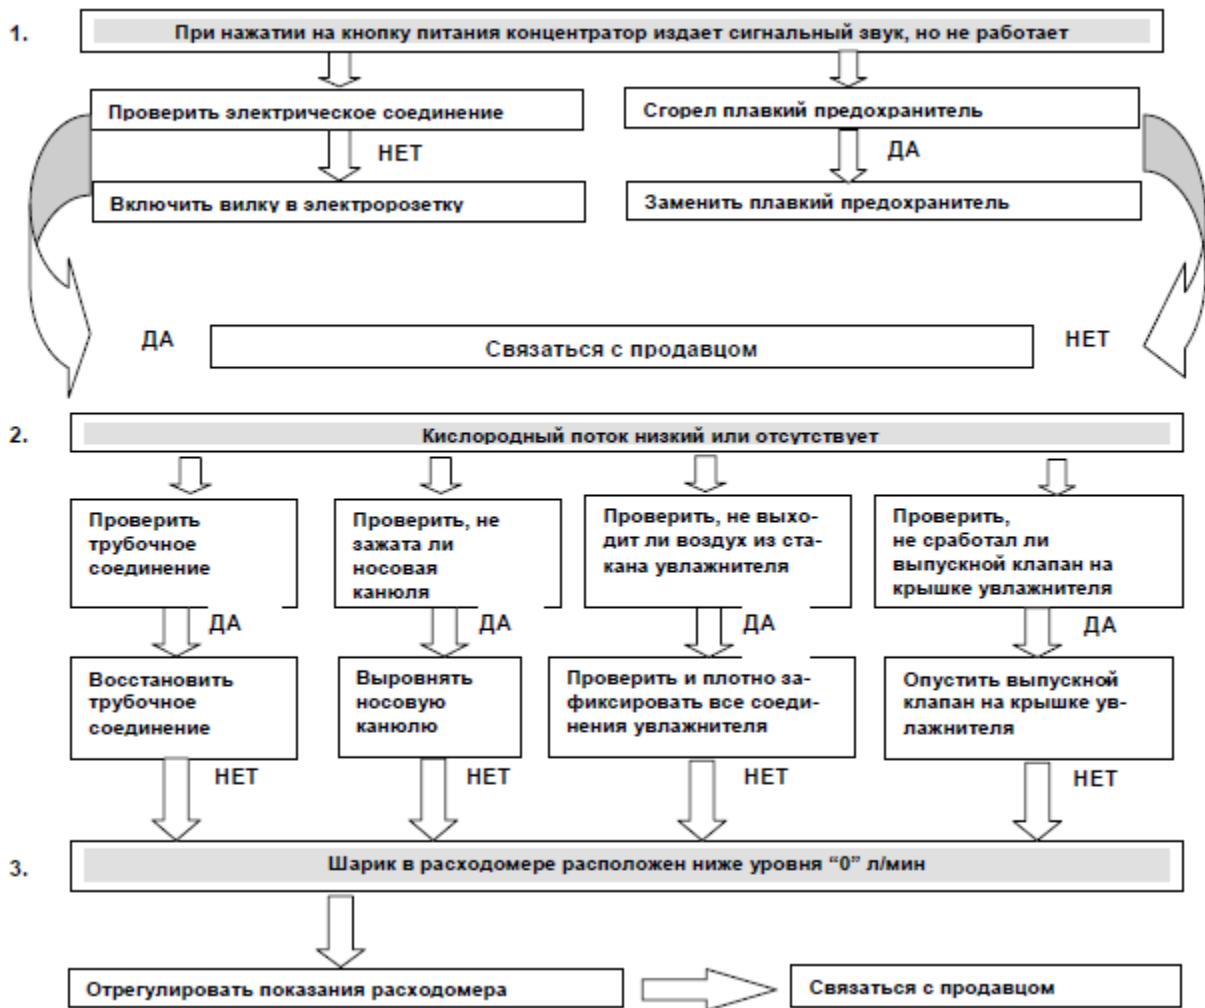 1.
При нажатии на кнопку питания концентратор издает сигнальный звук, но не работает
Проверить электрическое соединение
Сгорел плавкий предохранитель
НЕТ
ДА
Включить вилку в электророзетку
Заменить плавкий предохранитель
ДА
Связаться с продавцом
НЕТ
2.
Кислородный поток низкий или отсутствует
Проверить
трубочное
соединение
Проверить, не
зажата ли
носовая
канюля
Проверить, не выхо-
дит ли воздух из ста-
кана увлажнителя
Проверить,
не сработал ли
выпускной клапан на
крышке увлажнителя
ДА
ДА
ДА
ДА
Восстановить
трубочное
соединение
Выровнять
носовую
канюлю
Проверить и плотно за-
фиксировать все соеди-
нения увлажнителя
Опустить выпускной
клапан на крышке ув-
лажнителя
НЕТ
НЕТ
НЕТ
НЕТ
3.
Шарик в расходомере расположен ниже уровня “0” л/мин
Отрегулировать показания расходомера
Связаться с продавцом